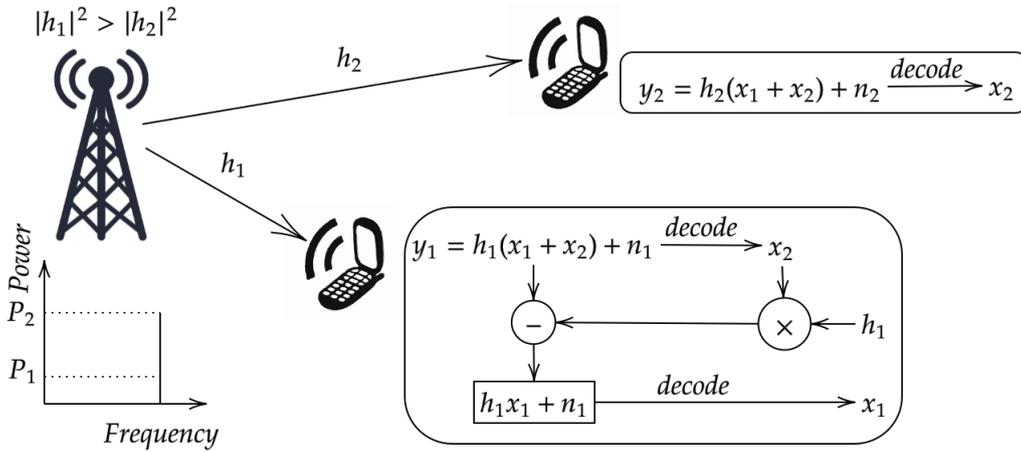 |h₁|² > |h₂|²
h₂
y₂ = h₂(x₁ + x₂) + n₂ decode x₂
h₁
y₁ = h₁(x₁ + x₂) + n₁ decode x₂
− × h₁
h₁x₁ + n₁ decode x₁
Power
P₂
P₁
Frequency